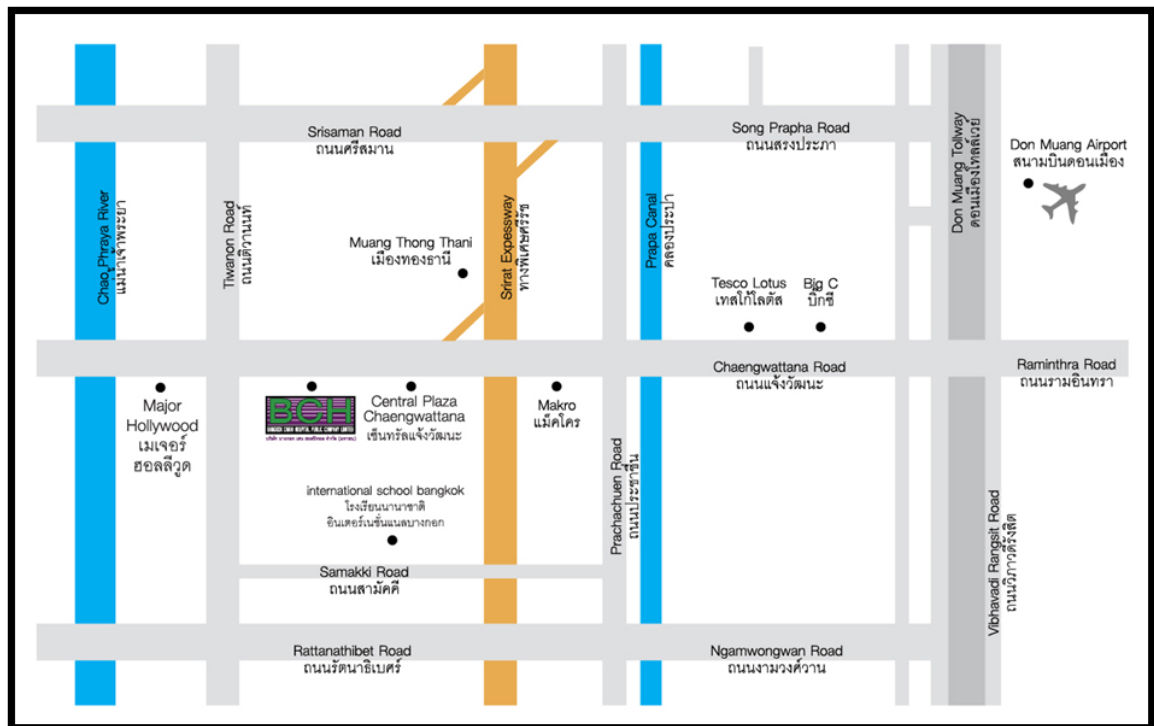 Srisaman Road
ถนนศรีสมาน
Song Prapha Road
ถนนสรงประภา
Don Muang Tollway
ดอนเมืองโทลล์เวย์
Don Muang Airport
สนามบินดอนเมือง
Chao Phraya River
แม่น้ำเจ้าพระยา
Tiwanon Road
ถนนติวานนท์
Muang Thong Thani
เมืองทองธานี
Srirat Expessway
ทางพิเศษศรีรัช
Prapa Canal
คลองประปา
Tesco Lotus
เทสโก้โลตัส
Big C
บิ๊กซี
Chaengwattana Road
ถนนแจ้งวัฒนะ
Raminthra Road
ถนนรามอินทรา
Major
Hollywood
เมเจอร์
ฮอลลีวูด
BCH
Central Plaza
Chaengwattana
เซ็นทรัลแจ้งวัฒนะ
Makro
แม็คโคร
international school bangkok
โรงเรียนนานาชาติ
อินเตอร์เนชั่นแนลบางกอก
Prachachuen Road
ถนนประชาชื่น
Vibhavadi Rangsit Road
ถนนวิภาวดีรังสิต
Samakki Road
ถนนสามัคคี
Rattanathibet Road
ถนนรัตนาธิเบศร์
Ngamwongwan Road
ถนนงามวงศ์วาน